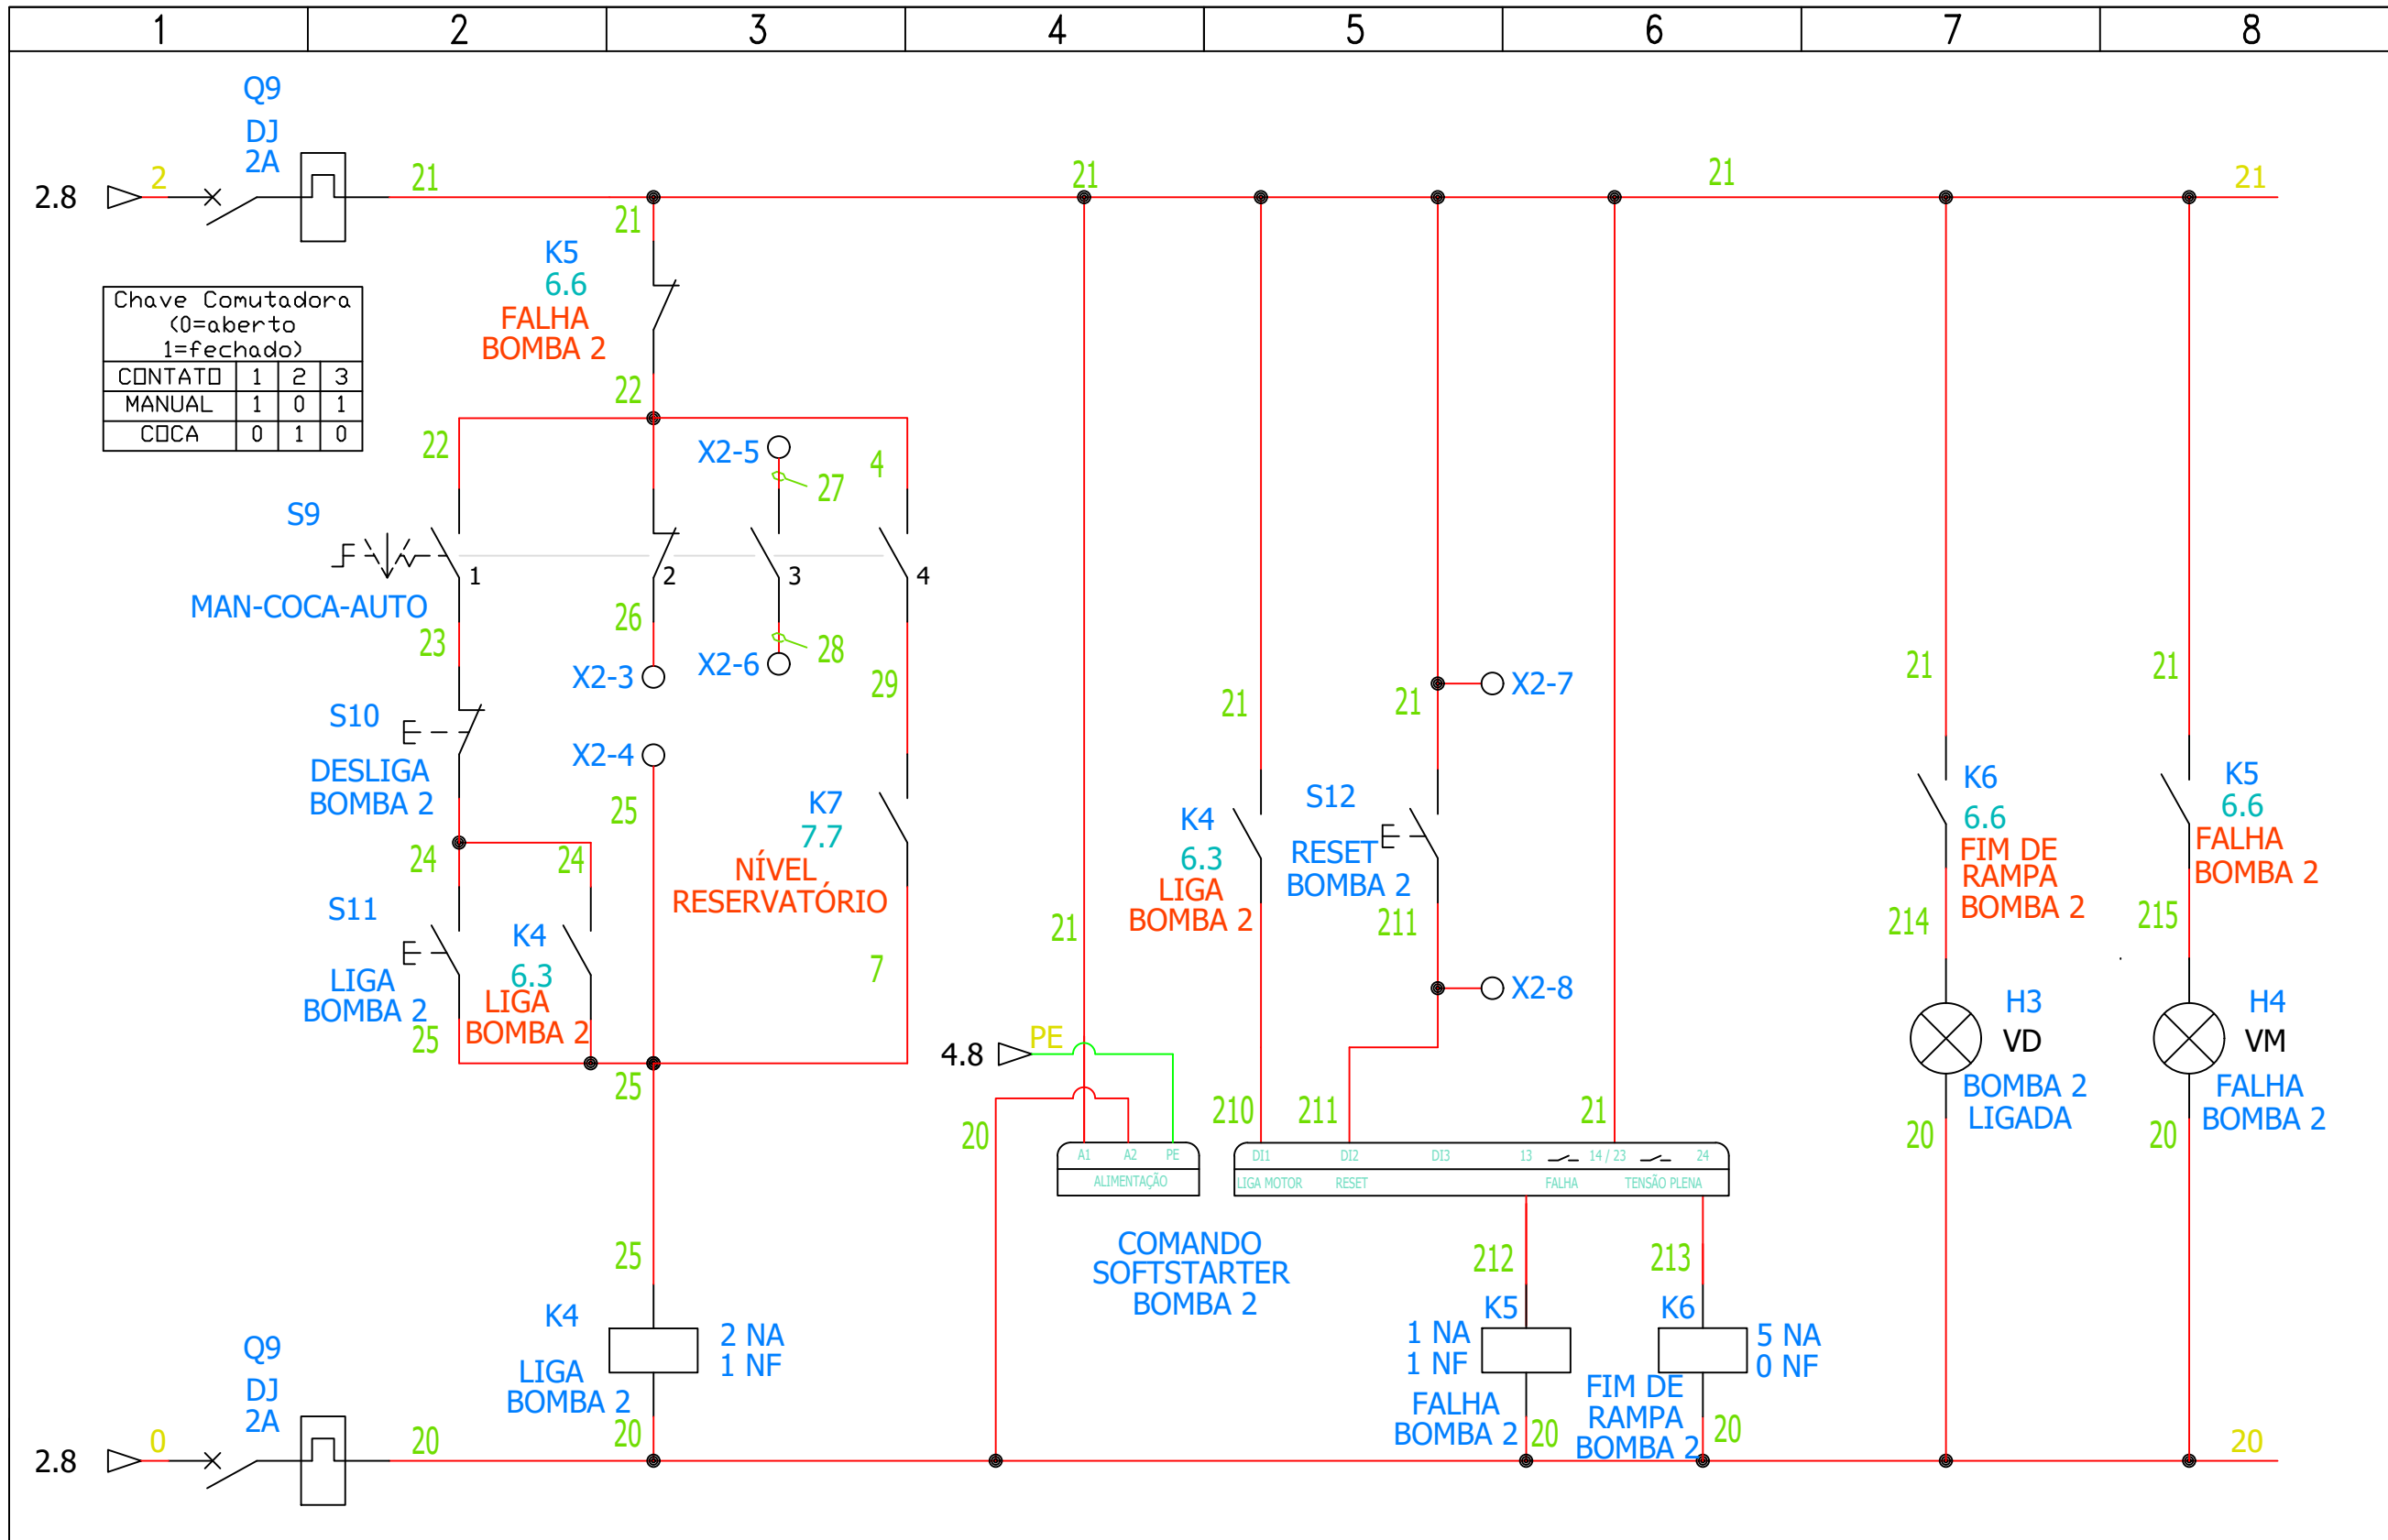 1 2 3 4 5 6 7 8
Q9
DJ
2A
2.8
2
21
21
21
21
21
K5
6.6
FALHA
BOMBA 2
22
Chave Comutadora
(0=aberto
1=fechado)
CONTATO 1 2 3
MANUAL 1 0 1
COCA 0 1 0
22
X2-5
27
4
S9
1
2
3
4
MAN-COCA-AUTO
23
26
X2-3
X2-6
28
29
S10
DESLIGA
BOMBA 2
X2-4
25
K7
7.7
NÍVEL
RESERVATÓRIO
24
24
S11
LIGA
BOMBA 2
25
K4
6.3
LIGA
BOMBA 2
7
25
25
K4
LIGA
BOMBA 2
2 NA
1 NF
20
Q9
DJ
2A
2.8
0
20
21
4.8
PE
20
A1 A2 PE
ALIMENTAÇÃO
21
K4
6.3
LIGA
BOMBA 2
210
21
X2-7
S12
RESET
BOMBA 2
211
X2-8
211
21
DI1 DI2 DI3 13 14 / 23 24
LIGA MOTOR RESET FALHA TENSÃO PLENA
COMANDO
SOFTSTARTER
BOMBA 2
212
213
K5
1 NA
1 NF
FALHA
BOMBA 2
20
K6
5 NA
0 NF
FIM DE
RAMPA
BOMBA 2
20
21
K6
6.6
FIM DE
RAMPA
BOMBA 2
214
H3
VD
BOMBA 2
LIGADA
20
21
K5
6.6
FALHA
BOMBA 2
215
H4
VM
FALHA
BOMBA 2
20
20